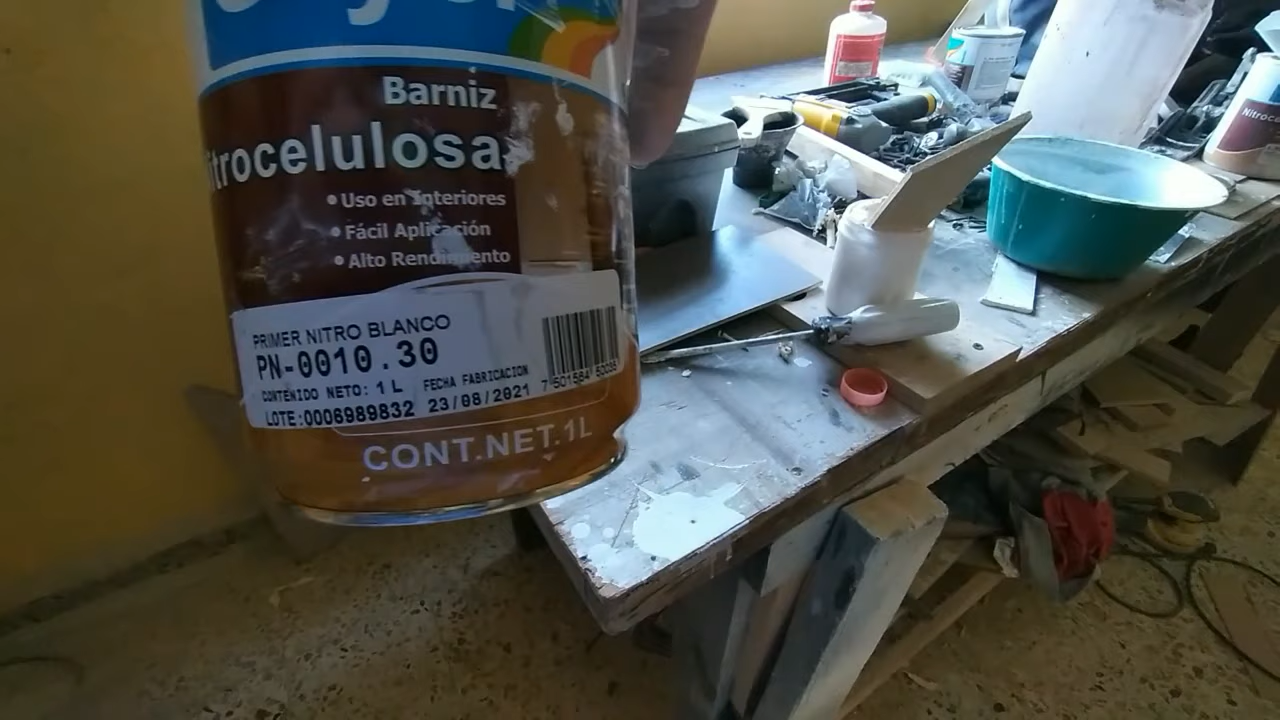 Barniz
itrocelulosa
• Uso en Interiores
• Fácil Aplicación
• Alto Rendimiento
PRIMER NITRO BLANCO
PN-0010.30
CONTENIDO NETO: 1 L FECHA FABRICACION
LOTE:0006989832 23/08/2021
CONT.NET.1L
Nitroce